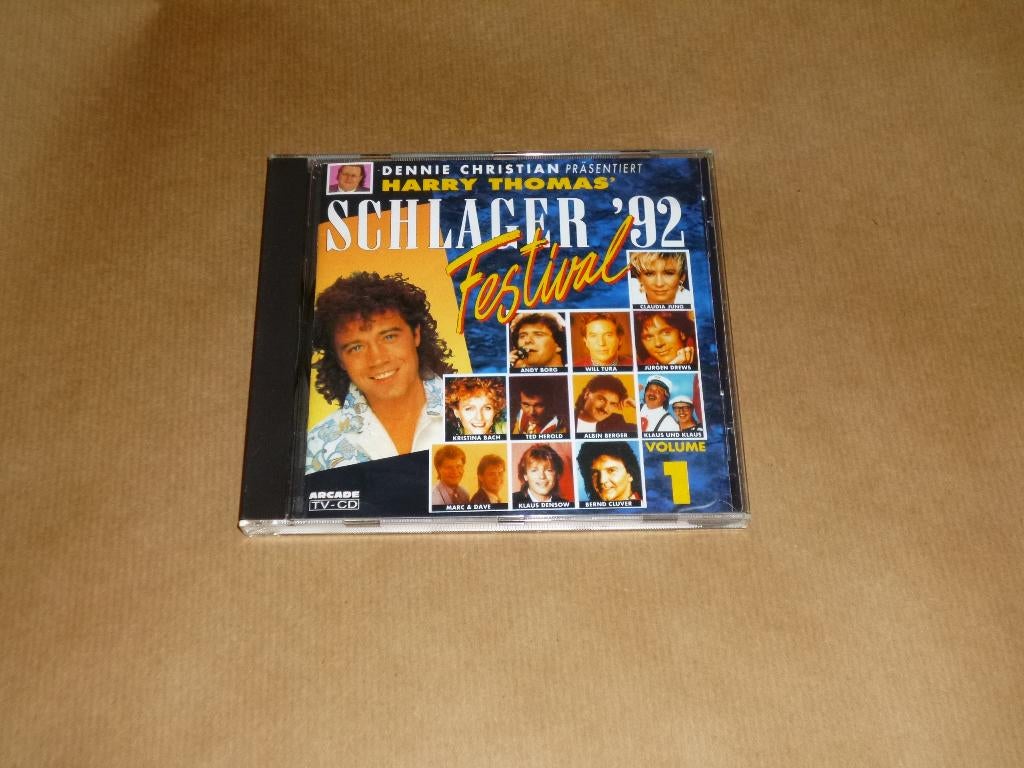 DENNIE CHRISTIAN PRÄSENTIERT
HARRY THOMAS'
SCHLAGER '92
Festival
CLAUDIA JUNG
ANDY BORG
WILL TURA
JÜRGEN DREWS
KRISTINA BACH
TED HEROLD
ALBIN BERGER
KLAUS UND KLAUS
MARC & DAVE
KLAUS DENSOW
BERND CLÜVER
VOLUME
1
ARCADE
TV-CD